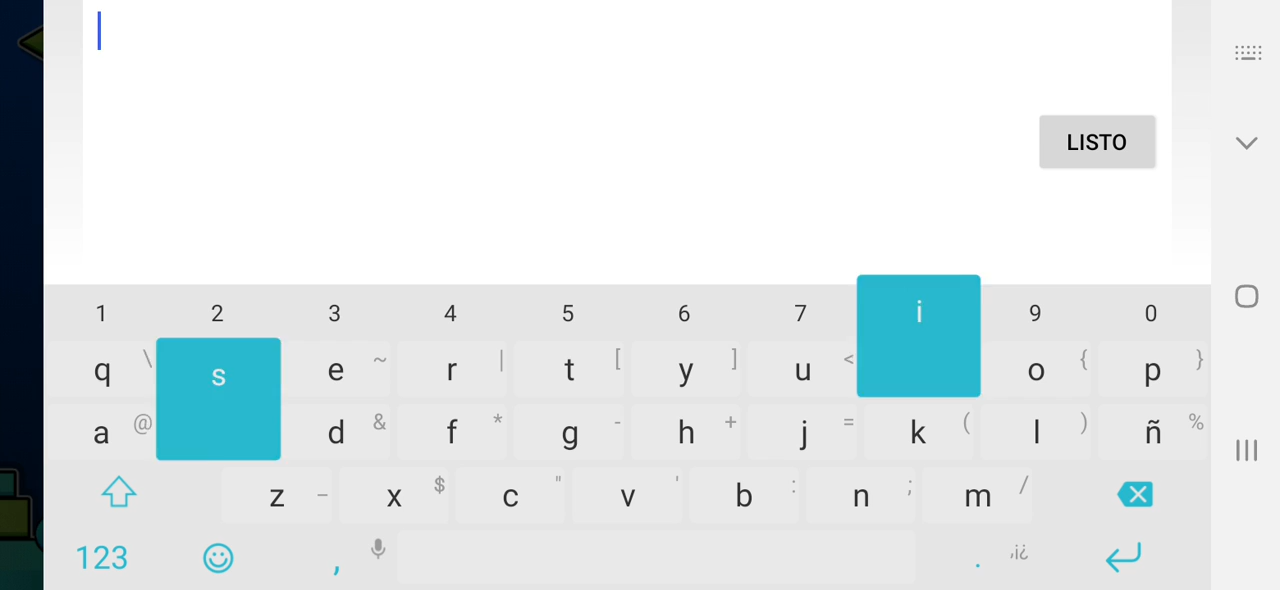 LISTO
1 2 3 4 5 6 7 i 9 0
q \ e ~ r | t [ y ] u < o { p }
a @ s d & f * g - h + j = k ( l ) ñ %
z _ x $ c " v ' b : n ; m /
123 , . ,¡¿